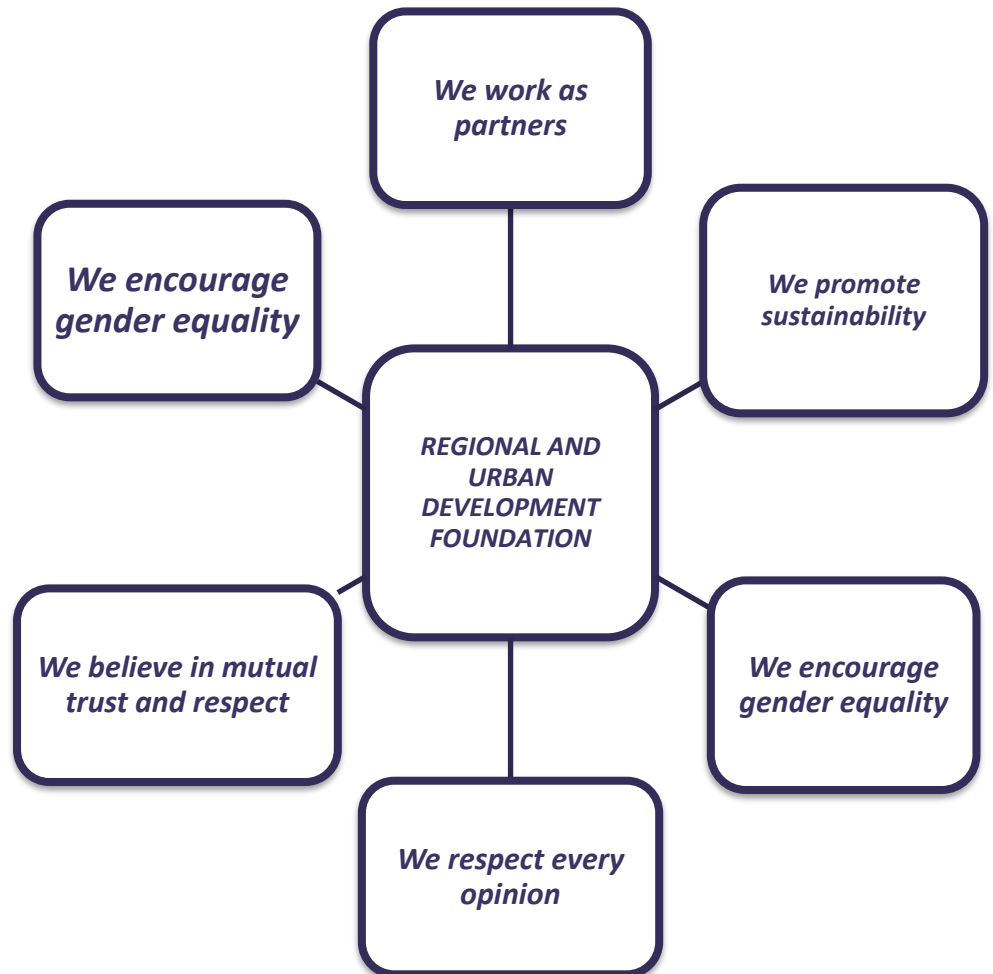 We work as
partners
We encourage
gender equality
We promote
sustainability
REGIONAL AND
URBAN
DEVELOPMENT
FOUNDATION
We believe in mutual
trust and respect
We encourage
gender equality
We respect every
opinion